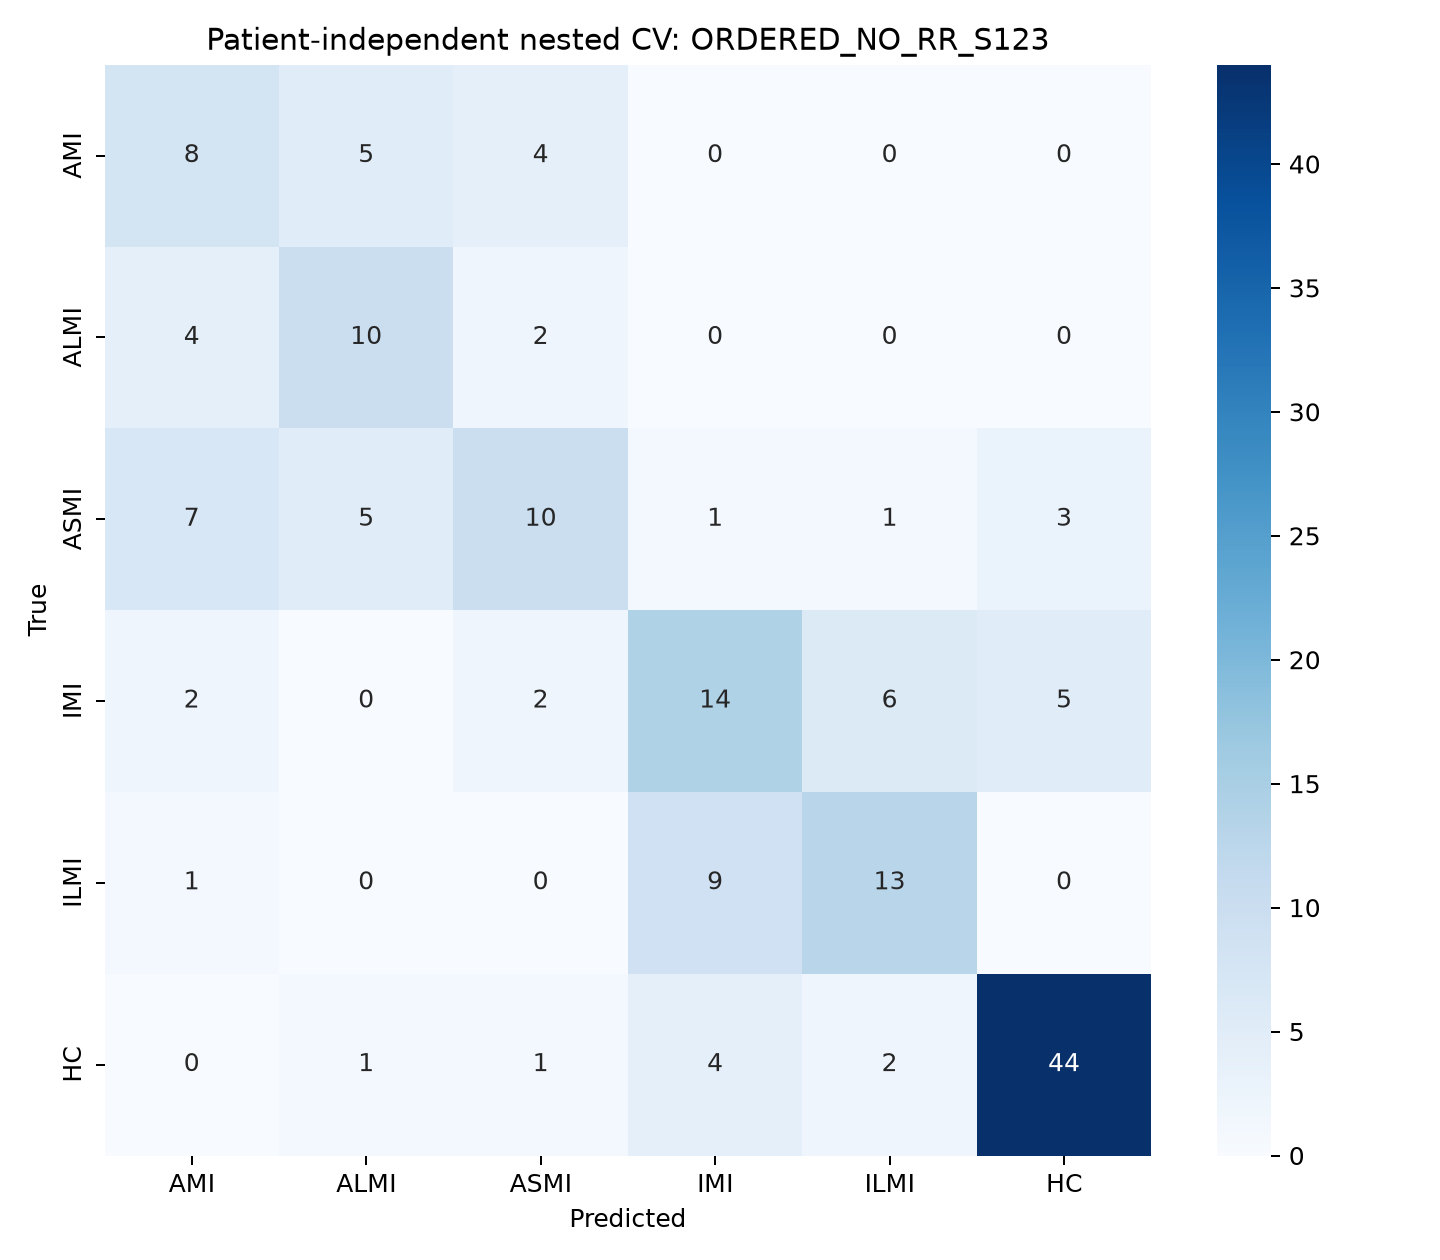 Patient-independent nested CV: ORDERED_NO_RR_S123
True
AMI 8 5 4 0 0 0
ALMI 4 10 2 0 0 0
ASMI 7 5 10 1 1 3
IMI 2 0 2 14 6 5
ILMI 1 0 0 9 13 0
HC 0 1 1 4 2 44
AMI ALMI ASMI IMI ILMI HC
Predicted
40
35
30
25
20
15
10
5
0